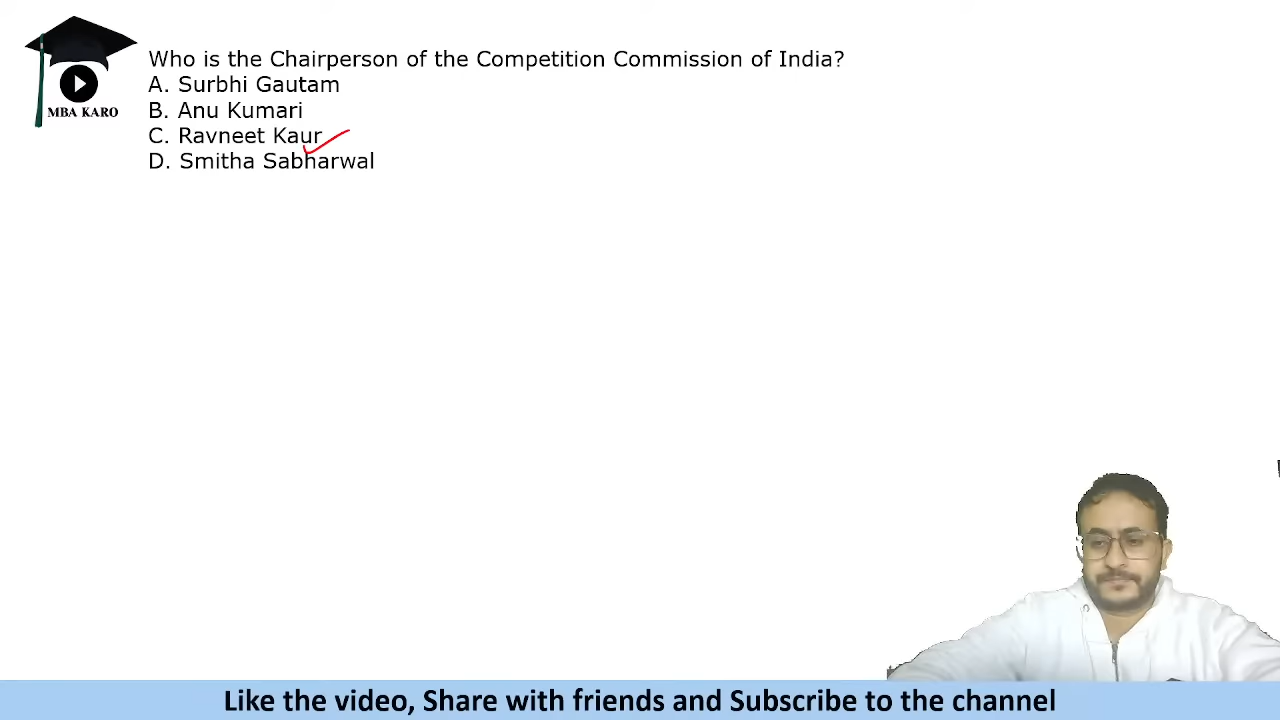 MBA KARO
Who is the Chairperson of the Competition Commission of India?
A. Surbhi Gautam
B. Anu Kumari
C. Ravneet Kaur
D. Smitha Sabharwal
Like the video, Share with friends and Subscribe to the channel